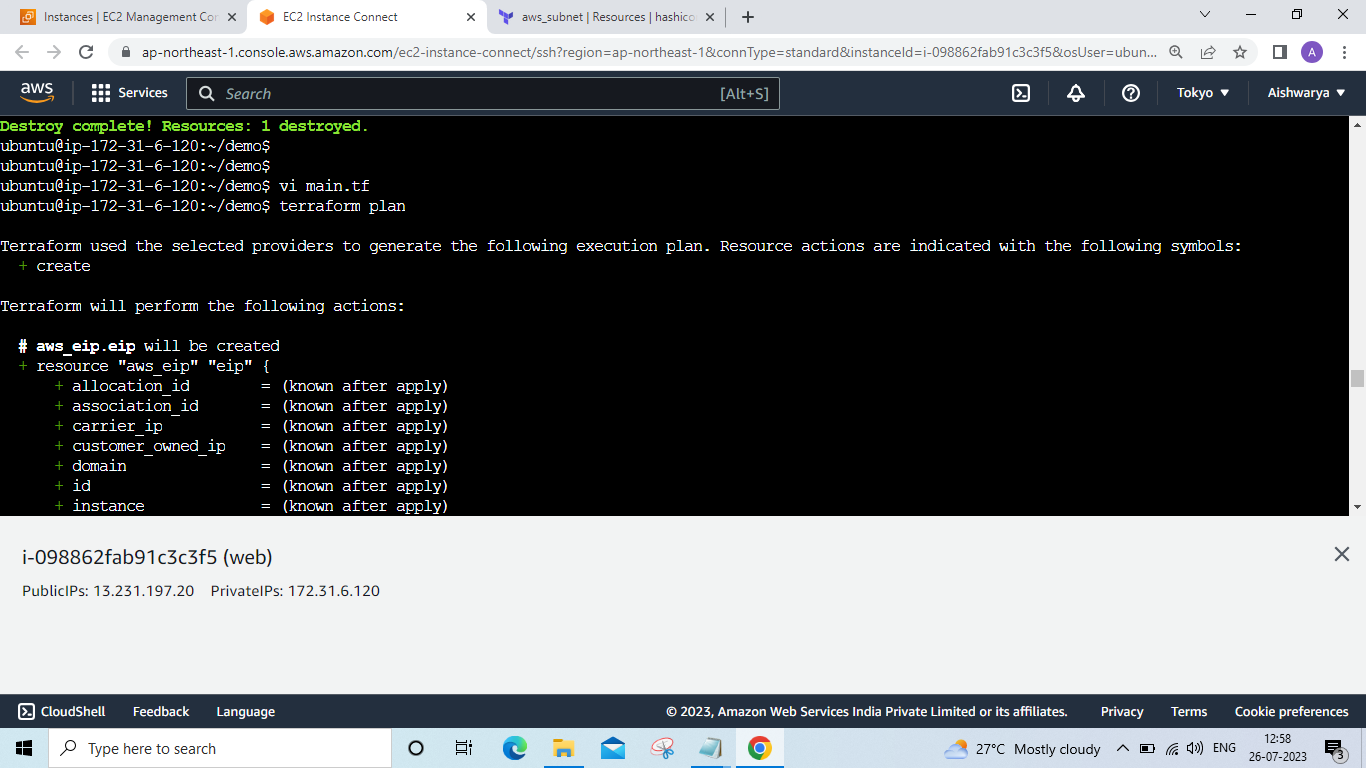 Instances | EC2 Management Con
EC2 Instance Connect
aws_subnet | Resources | hashico
ap-northeast-1.console.aws.amazon.com/ec2-instance-connect/ssh?region=ap-northeast-1&connType=standard&instanceId=i-098862fab91c3c3f5&osUser=ubun...
A
aws
Services
Search
[Alt+S]
Tokyo
Aishwarya
Destroy complete! Resources: 1 destroyed.
ubuntu@ip-172-31-6-120:~/demo$
ubuntu@ip-172-31-6-120:~/demo$
ubuntu@ip-172-31-6-120:~/demo$ vi main.tf
ubuntu@ip-172-31-6-120:~/demo$ terraform plan
Terraform used the selected providers to generate the following execution plan. Resource actions are indicated with the following symbols:
+ create
Terraform will perform the following actions:
# aws_eip.eip will be created
+ resource "aws_eip" "eip" {
+ allocation_id = (known after apply)
+ association_id = (known after apply)
+ carrier_ip = (known after apply)
+ customer_owned_ip = (known after apply)
+ domain = (known after apply)
+ id = (known after apply)
+ instance = (known after apply)
i-098862fab91c3c3f5 (web)
PublicIPs: 13.231.197.20 PrivateIPs: 172.31.6.120
CloudShell
Feedback
Language
© 2023, Amazon Web Services India Private Limited or its affiliates.
Privacy
Terms
Cookie preferences
Type here to search
27°C Mostly cloudy
ENG
12:58
26-07-2023
3